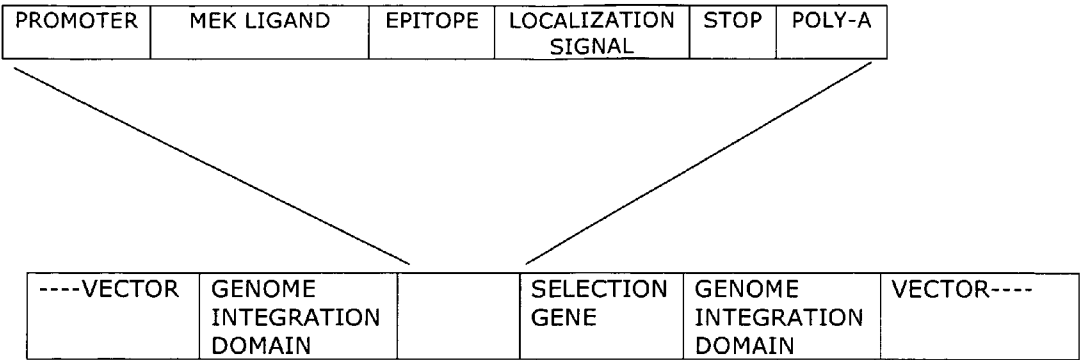 PROMOTER MEK LIGAND EPITOPE LOCALIZATION STOP POLY-A
SIGNAL
----VECTOR GENOME SELECTION GENOME VECTOR----
INTEGRATION GENE INTEGRATION
DOMAIN DOMAIN